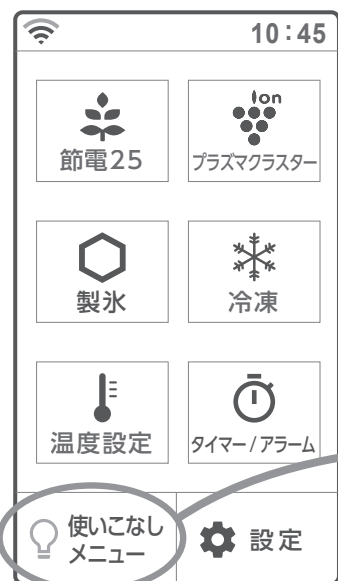 10:45
Ion
節電25
プラズマクラスター
製氷
冷凍
温度設定
タイマー/アラーム
使いこなし
メニュー
設定